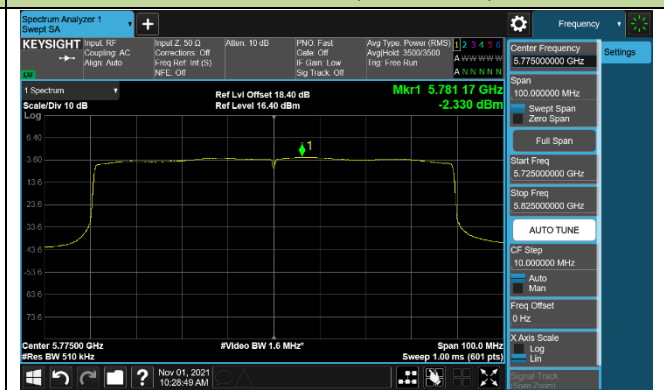 Spectrum Analyzer 1
Swept SA
Frequency
KEYSIGHT Input: RF
Coupling: AC
Align: Auto
Input Z: 50 Ω
Corrections: Off
Freq Ref: Int (S)
NFE: Off
Atten: 10 dB
PNO: Fast
Gate: Off
IF Gain: Low
Sig Track: Off
Avg Type: Power (RMS)
Avg|Hold: 3500/3500
Trig: Free Run
1 2 3 4 5 6
A W W W W W
A N N N N N
LW
1 Spectrum
Scale/Div 10 dB
Log
Ref Lvl Offset 18.40 dB
Ref Level 16.40 dBm
Mkr1 5.781 17 GHz
-2.330 dBm
1
6.40
-3.60
-13.6
-23.6
-33.6
-43.6
-53.6
-63.6
-73.6
Center 5.77500 GHz
#Res BW 510 kHz
#Video BW 1.6 MHz*
Span 100.0 MHz
Sweep 1.00 ms (601 pts)
Center Frequency
5.775000000 GHz
Settings
Span
100.000000 MHz
Swept Span
Zero Span
Full Span
Start Freq
5.725000000 GHz
Stop Freq
5.825000000 GHz
AUTO TUNE
CF Step
10.000000 MHz
Auto
Man
Freq Offset
0 Hz
X Axis Scale
Log
Lin
Signal Track
(Span Zoom)
Nov 01, 2021
10:28:49 AM